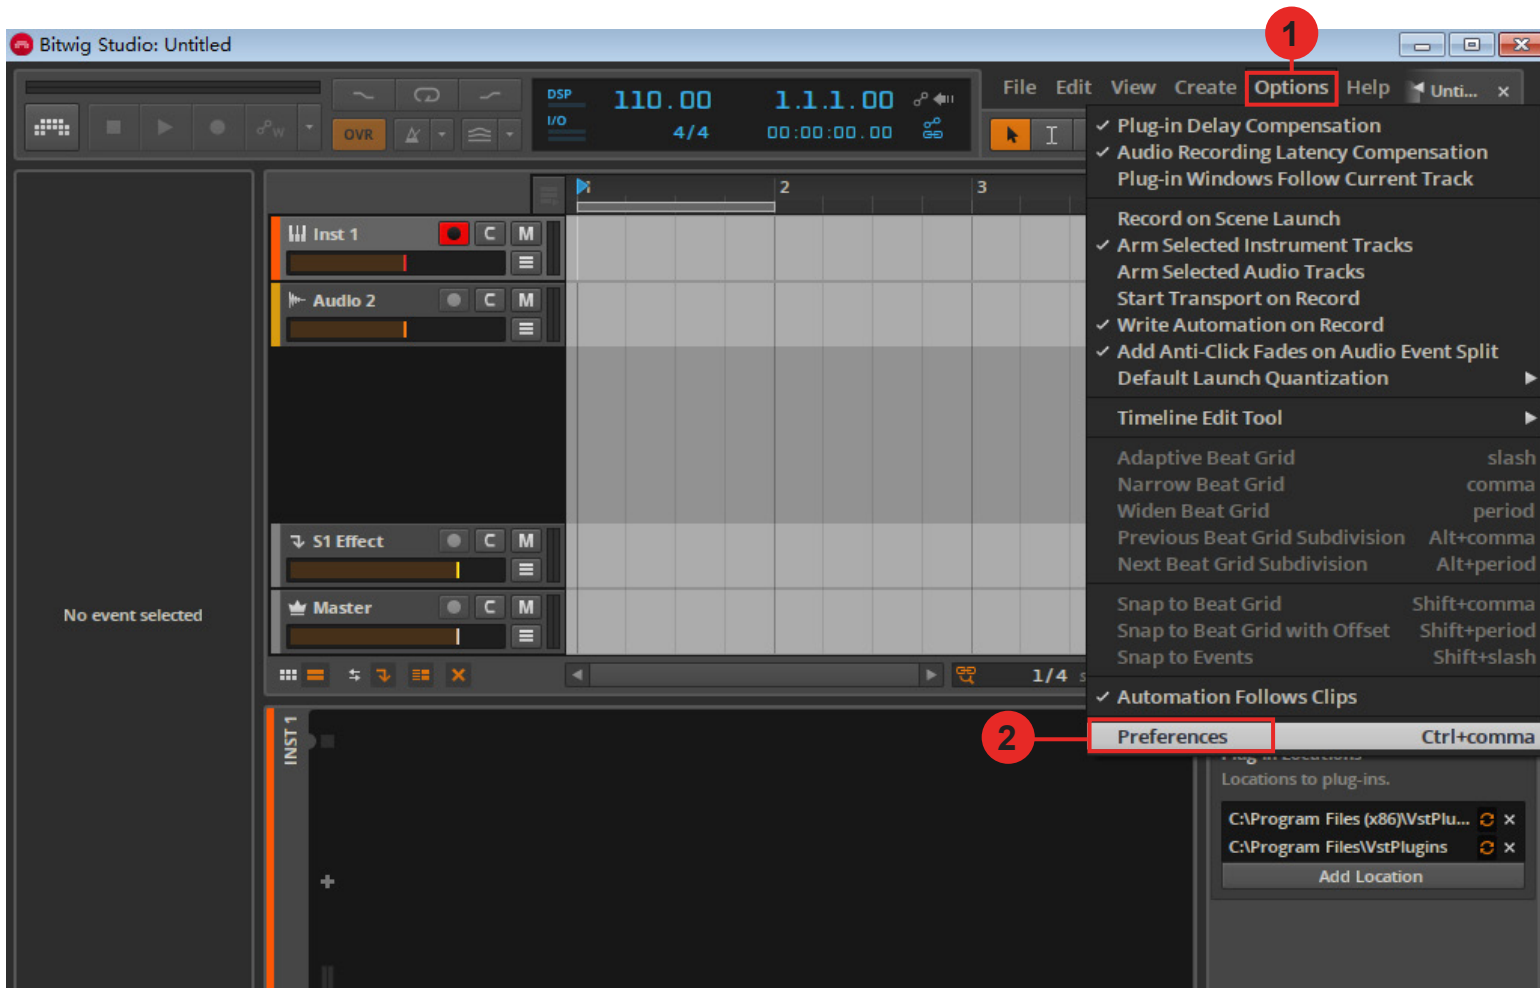 1
Bitwig Studio: Untitled
File Edit View Create Options Help Unti...
DSP 110.00 1.1.1.00
I/O 4/4 00:00:00.00
W OVR
Plug-in Delay Compensation
Audio Recording Latency Compensation
Plug-in Windows Follow Current Track
Record on Scene Launch
Arm Selected Instrument Tracks
Arm Selected Audio Tracks
Start Transport on Record
Write Automation on Record
Add Anti-Click Fades on Audio Event Split
Default Launch Quantization
Timeline Edit Tool
Adaptive Beat Grid slash
Narrow Beat Grid comma
Widen Beat Grid period
Previous Beat Grid Subdivision Alt+comma
Next Beat Grid Subdivision Alt+period
Snap to Beat Grid Shift+comma
Snap to Beat Grid with Offset Shift+period
Snap to Events Shift+slash
Automation Follows Clips
2 Preferences Ctrl+comma
2 3
Inst 1 C M
Audio 2 C M
S1 Effect C M
Master C M
No event selected
1/4
INST 1
Plug-in Locations
Locations to plug-ins.
C:\Program Files (x86)\VstPlu...
C:\Program Files\VstPlugins
Add Location